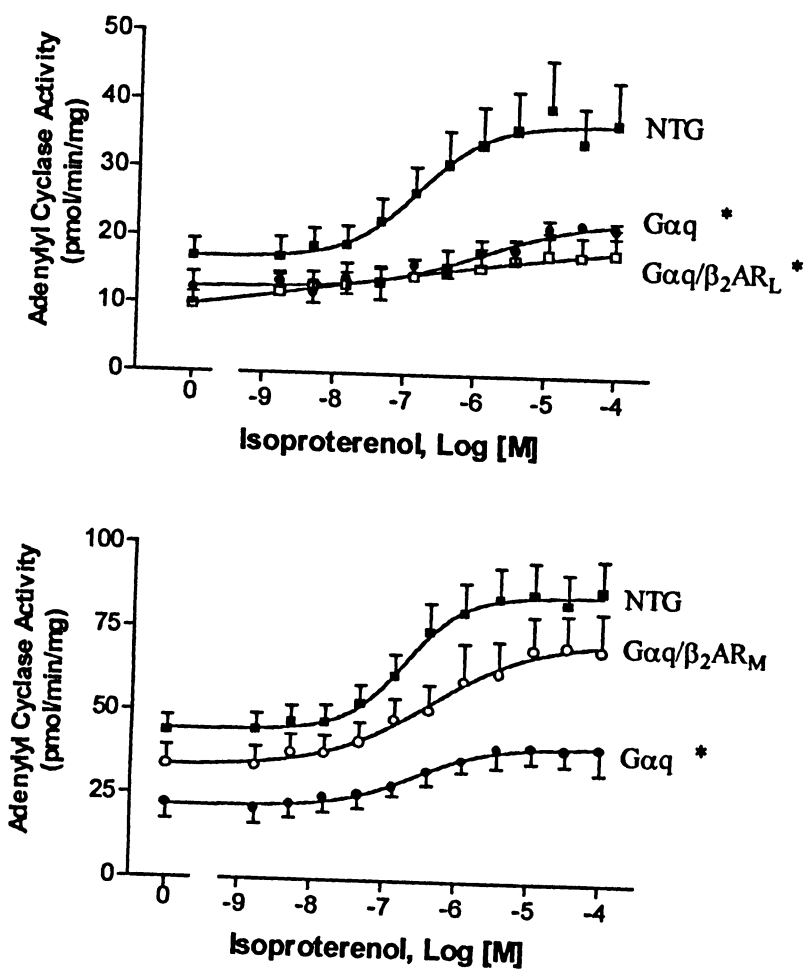 50
40
30
20
10
0
Adenylyl Cyclase Activity
(pmol/min/mg)
NTG
Gαq *
Gαq/β₂AR_L *
0 -9 -8 -7 -6 -5 -4
Isoproterenol, Log [M]
100
75
50
25
0
Adenylyl Cyclase Activity
(pmol/min/mg)
NTG
Gαq/β₂AR_M
Gαq *
0 -9 -8 -7 -6 -5 -4
Isoproterenol, Log [M]